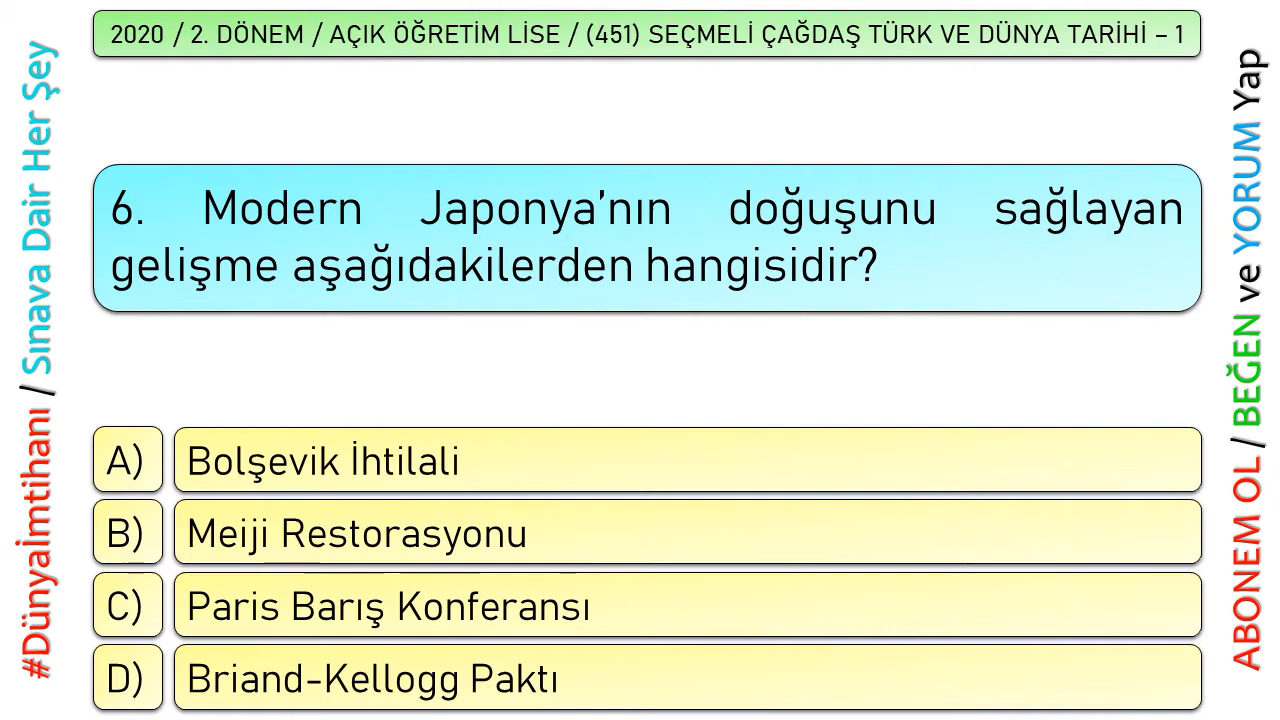 2020 / 2. DÖNEM / AÇIK ÖĞRETİM LİSE / (451) SEÇMELİ ÇAĞDAŞ TÜRK VE DÜNYA TARİHİ – 1
#Dünyaİmtihanı / Sınava Dair Her Şey
6. Modern Japonya’nın doğuşunu sağlayan
gelişme aşağıdakilerden hangisidir?
A) Bolşevik İhtilali
B) Meiji Restorasyonu
C) Paris Barış Konferansı
D) Briand-Kellogg Paktı
ABONEM OL / BEĞEN ve YORUM Yap